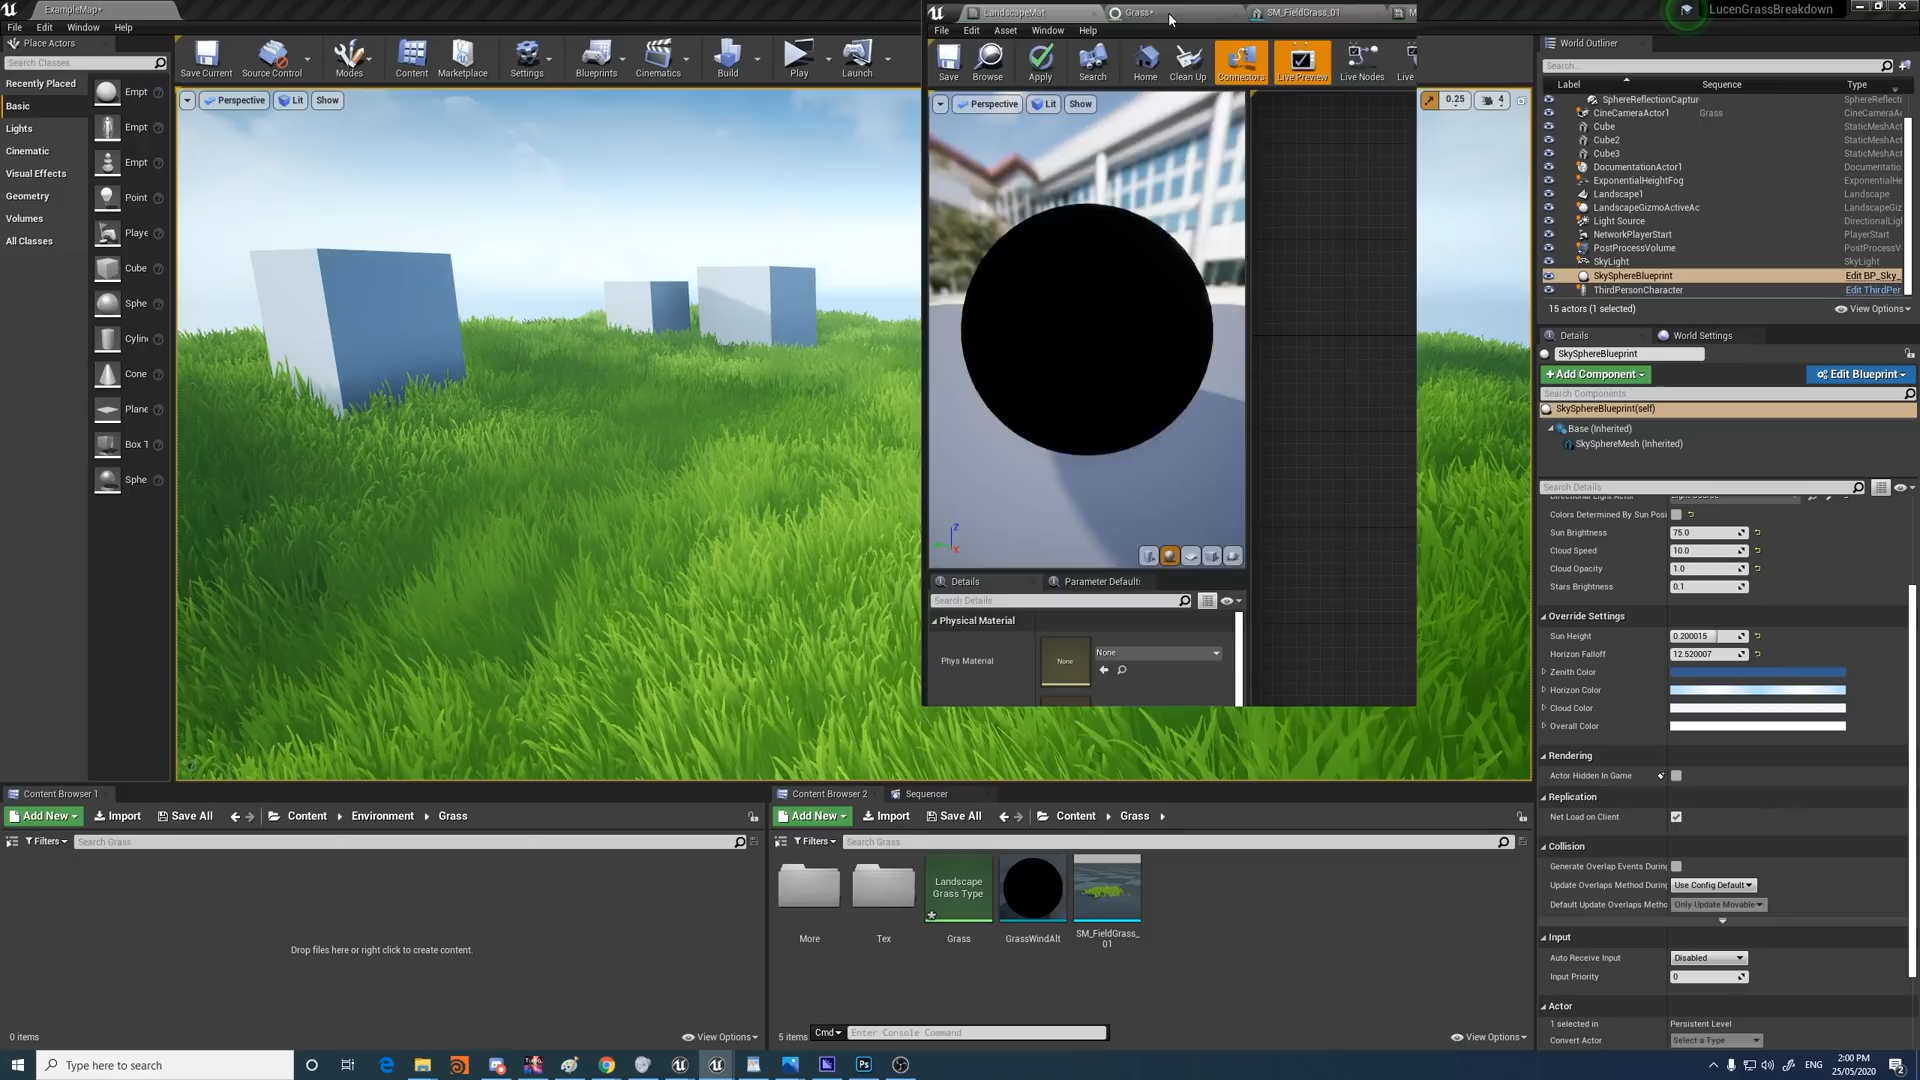 ExampleMap*
File Edit Window Help
Place Actors
Search Classes
Recently Placed
Basic
Lights
Cinematic
Visual Effects
Geometry
Volumes
All Classes
Empt
Empt
Empt
Point
Playe
Cube
Sphe
Cylin
Cone
Plane
Box T
Sphe
Save Current
Source Control
Modes
Content
Marketplace
Settings
Blueprints
Cinematics
Build
Play
Launch
Perspective
Lit
Show
LandscapeMat
Grass*
SM_FieldGrass_01
M
File Edit Asset Window Help
Save
Browse
Apply
Search
Home
Clean Up
Connectors
Live Preview
Live Nodes
Live
Perspective
Lit
Show
Z
X
Details
Parameter Default:
Search Details
Physical Material
Phys Material
None
None
0.25
4
LucenGrassBreakdown
World Outliner
Search...
Label Sequence Type
SphereReflectionCaptur SphereReflecti
CineCameraActor1 Grass CineCameraAc
Cube StaticMeshAct
Cube2 StaticMeshAct
Cube3 StaticMeshAct
DocumentationActor1 Documentatio
ExponentialHeightFog ExponentialHe
Landscape1 Landscape
LandscapeGizmoActiveAc LandscapeGiz
Light Source DirectionalLigh
NetworkPlayerStart PlayerStart
PostProcessVolume PostProcessV
SkyLight SkyLight
SkySphereBlueprint Edit BP_Sky_
ThirdPersonCharacter Edit ThirdPer
15 actors (1 selected)
View Options
Details
World Settings
SkySphereBlueprint
+Add Component
Edit Blueprint
Search Components
SkySphereBlueprint(self)
Base (Inherited)
SkySphereMesh (Inherited)
Search Details
Colors Determined By Sun Posi
Sun Brightness 75.0
Cloud Speed 10.0
Cloud Opacity 1.0
Stars Brightness 0.1
Override Settings
Sun Height 0.200015
Horizon Falloff 12.520007
Zenith Color
Horizon Color
Cloud Color
Overall Color
Rendering
Actor Hidden In Game
Replication
Net Load on Client
Collision
Generate Overlap Events During
Update Overlaps Method During Use Config Default
Default Update Overlaps Metho Only Update Movable
Input
Auto Receive Input Disabled
Input Priority 0
Actor
1 selected in Persistent Level
Convert Actor Select a Type
Content Browser 1
Add New
Import
Save All
Content
Environment
Grass
Filters
Search Grass
Drop files here or right click to create content.
0 items
View Options
Content Browser 2
Sequencer
Add New
Import
Save All
Content
Grass
Filters
Search Grass
Landscape
Grass Type
More
Tex
Grass
GrassWindAlt
SM_FieldGrass_
01
5 items
Cmd
Enter Console Command
View Options
Type here to search
Ps
ENG
2:00 PM
25/05/2020
2